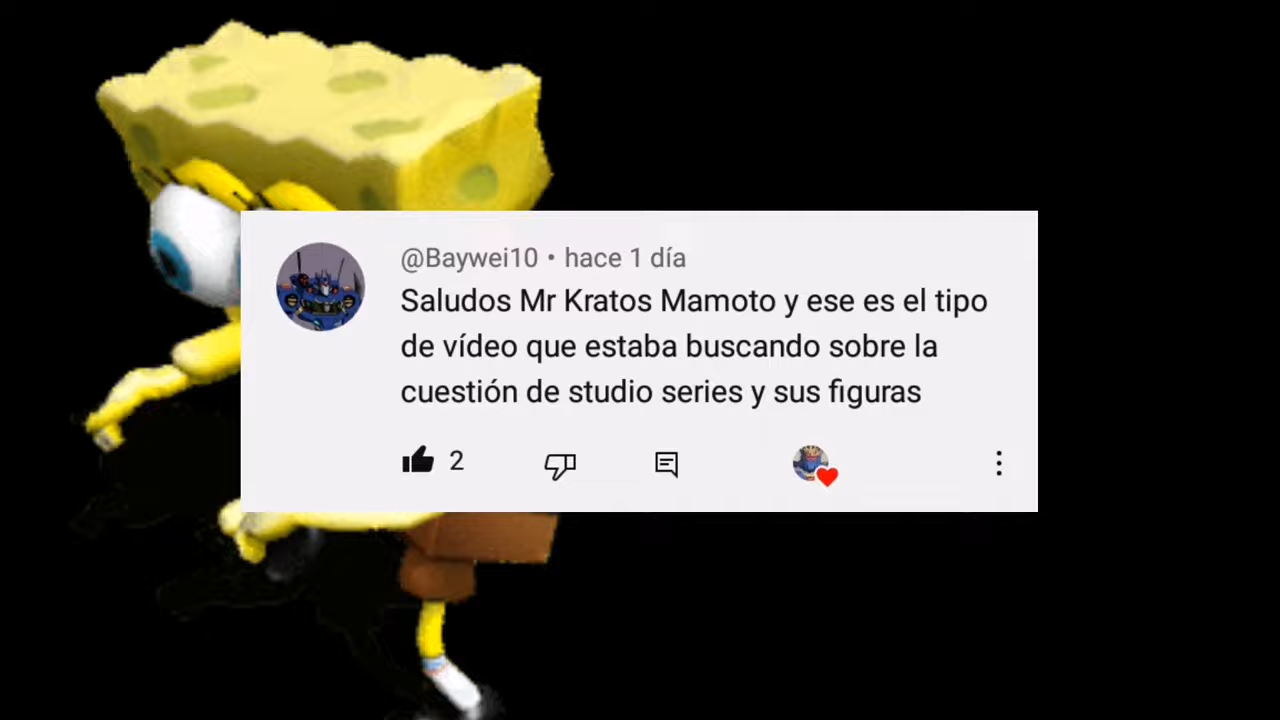 @Baywei10 • hace 1 día
Saludos Mr Kratos Mamoto y ese es el tipo
de vídeo que estaba buscando sobre la
cuestión de studio series y sus figuras
2